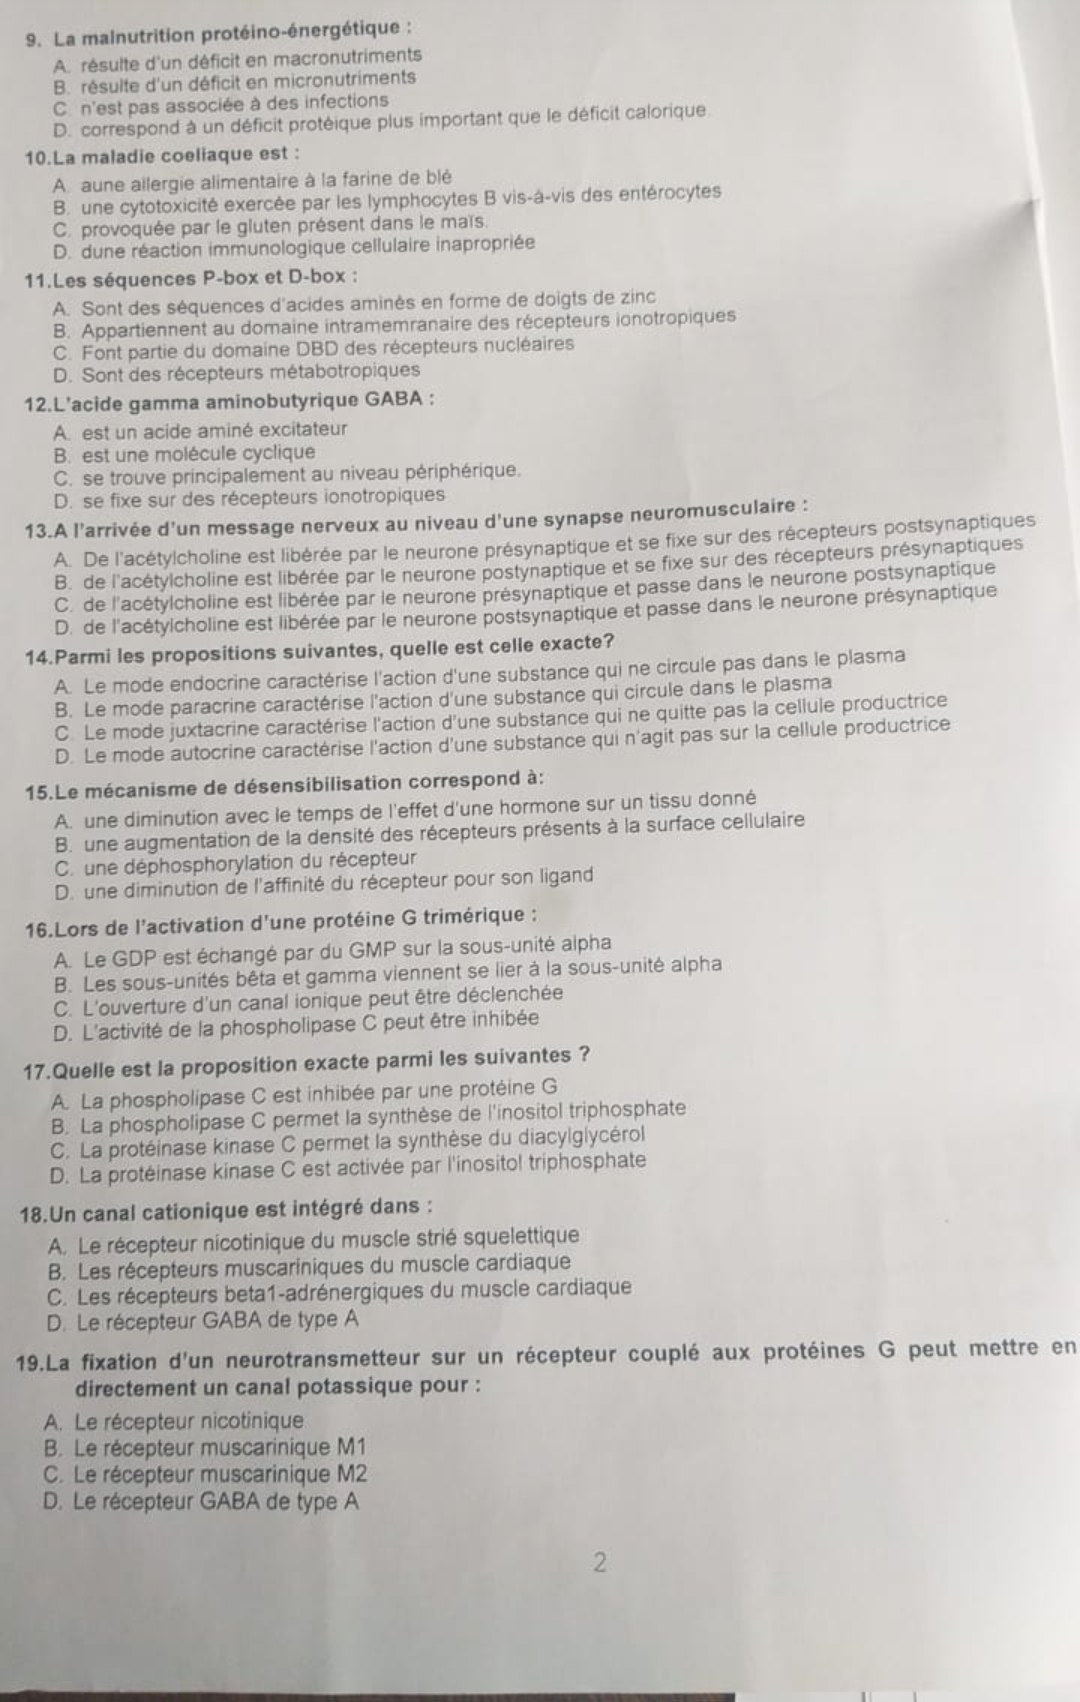 9. La malnutrition protéino-énergétique :
A. résulte d'un déficit en macronutriments
B. résulte d'un déficit en micronutriments
C. n'est pas associée à des infections
D. correspond à un déficit protéique plus important que le déficit calorique.
10.La maladie coeliaque est :
A. aune allergie alimentaire à la farine de blé
B. une cytotoxicité exercée par les lymphocytes B vis-à-vis des entérocytes
C. provoquée par le gluten présent dans le maïs.
D. dune réaction immunologique cellulaire inapropriée
11.Les séquences P-box et D-box :
A. Sont des séquences d'acides aminés en forme de doigts de zinc
B. Appartiennent au domaine intramemranaire des récepteurs ionotropiques
C. Font partie du domaine DBD des récepteurs nucléaires
D. Sont des récepteurs métabotropiques
12.L'acide gamma aminobutyrique GABA :
A. est un acide aminé excitateur
B. est une molécule cyclique
C. se trouve principalement au niveau périphérique.
D. se fixe sur des récepteurs ionotropiques
13.A l'arrivée d'un message nerveux au niveau d'une synapse neuromusculaire :
A. De l'acétylcholine est libérée par le neurone présynaptique et se fixe sur des récepteurs postsynaptiques
B. de l'acétylcholine est libérée par le neurone postynaptique et se fixe sur des récepteurs présynaptiques
C. de l'acétylcholine est libérée par le neurone présynaptique et passe dans le neurone postsynaptique
D. de l'acétylcholine est libérée par le neurone postsynaptique et passe dans le neurone présynaptique
14.Parmi les propositions suivantes, quelle est celle exacte?
A. Le mode endocrine caractérise l'action d'une substance qui ne circule pas dans le plasma
B. Le mode paracrine caractérise l'action d'une substance qui circule dans le plasma
C. Le mode juxtacrine caractérise l'action d'une substance qui ne quitte pas la cellule productrice
D. Le mode autocrine caractérise l'action d'une substance qui n'agit pas sur la cellule productrice
15.Le mécanisme de désensibilisation correspond à:
A. une diminution avec le temps de l'effet d'une hormone sur un tissu donné
B. une augmentation de la densité des récepteurs présents à la surface cellulaire
C. une déphosphorylation du récepteur
D. une diminution de l'affinité du récepteur pour son ligand
16.Lors de l'activation d'une protéine G trimérique :
A. Le GDP est échangé par du GMP sur la sous-unité alpha
B. Les sous-unités bêta et gamma viennent se lier à la sous-unité alpha
C. L'ouverture d'un canal ionique peut être déclenchée
D. L'activité de la phospholipase C peut être inhibée
17.Quelle est la proposition exacte parmi les suivantes ?
A. La phospholipase C est inhibée par une protéine G
B. La phospholipase C permet la synthèse de l'inositol triphosphate
C. La protéinase kinase C permet la synthèse du diacylglycérol
D. La protéinase kinase C est activée par l'inositol triphosphate
18.Un canal cationique est intégré dans :
A. Le récepteur nicotinique du muscle strié squelettique
B. Les récepteurs muscariniques du muscle cardiaque
C. Les récepteurs beta1-adrénergiques du muscle cardiaque
D. Le récepteur GABA de type A
19.La fixation d'un neurotransmetteur sur un récepteur couplé aux protéines G peut mettre en
directement un canal potassique pour :
A. Le récepteur nicotinique
B. Le récepteur muscarinique M1
C. Le récepteur muscarinique M2
D. Le récepteur GABA de type A
2